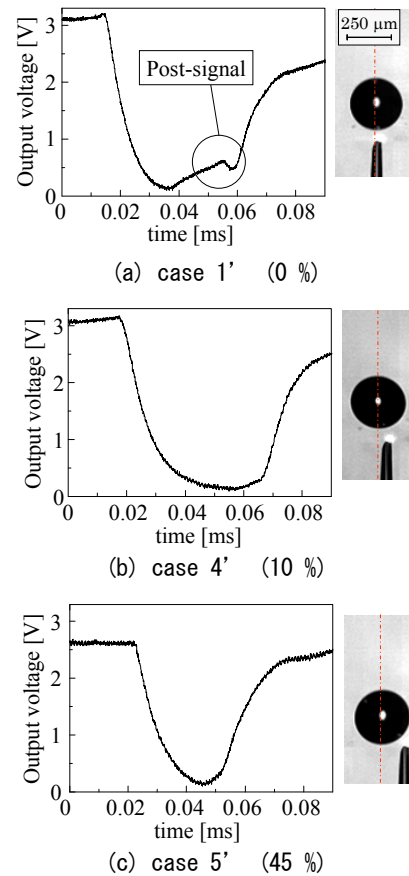 250 µm
Output voltage [V]
3
2
1
0
Post-signal
0 0.02 0.04 0.06 0.08
time [ms]
(a) case 1' (0 %)
Output voltage [V]
3
2
1
0
0 0.02 0.04 0.06 0.08
time [ms]
(b) case 4' (10 %)
Output voltage [V]
3
2
1
0
0 0.02 0.04 0.06 0.08
time [ms]
(c) case 5' (45 %)